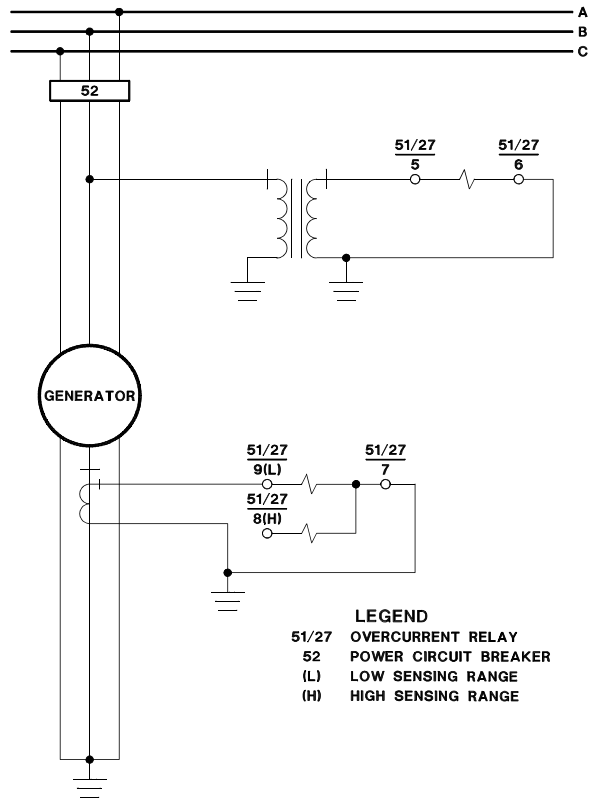 A
B
C
52
51/27
5
51/27
6
GENERATOR
51/27
9(L)
51/27
7
51/27
8(H)
LEGEND
51/27 OVERCURRENT RELAY
52 POWER CIRCUIT BREAKER
(L) LOW SENSING RANGE
(H) HIGH SENSING RANGE